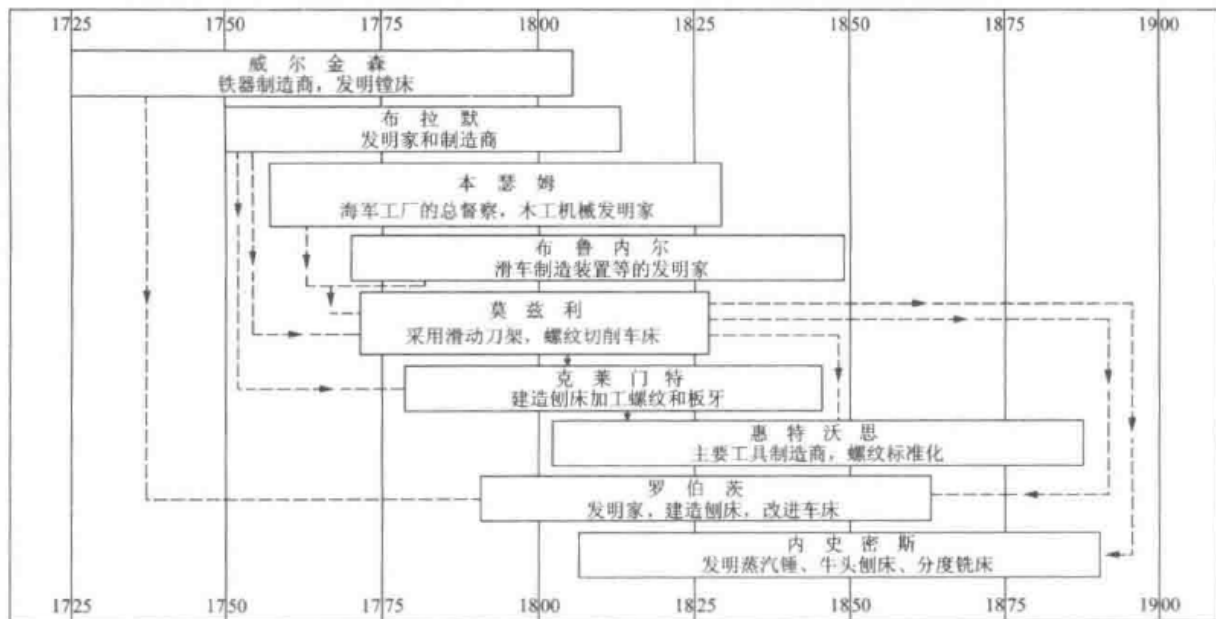 1725 1750 1775 1800 1825 1850 1875 1900
威尔金森
铁器制造商，发明镗床
布拉默
发明家和制造商
本瑟姆
海军工厂的总督察，木工机械发明家
布鲁内尔
滑车制造装置等的发明家
莫兹利
采用滑动刀架，螺纹切削车床
克莱门特
建造刨床加工螺纹和板牙
惠特沃思
主要工具制造商，螺纹标准化
罗伯茨
发明家、建造刨床，改进车床
内史密斯
发明蒸汽锤、牛头刨床、分度铣床
1725 1750 1775 1800 1825 1850 1875 1900